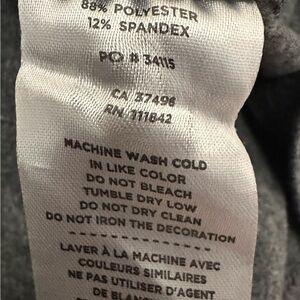 88% POLYESTER
12% SPANDEX
PO # 34115
CA 37496
RN 111842
MACHINE WASH COLD
IN LIKE COLOR
DO NOT BLEACH
TUMBLE DRY LOW
DO NOT DRY CLEAN
DO NOT IRON THE DECORATION
LAVER À LA MACHINE AVEC
COULEURS SIMILAIRES
NE PAS UTILISER D'AGENT
DE